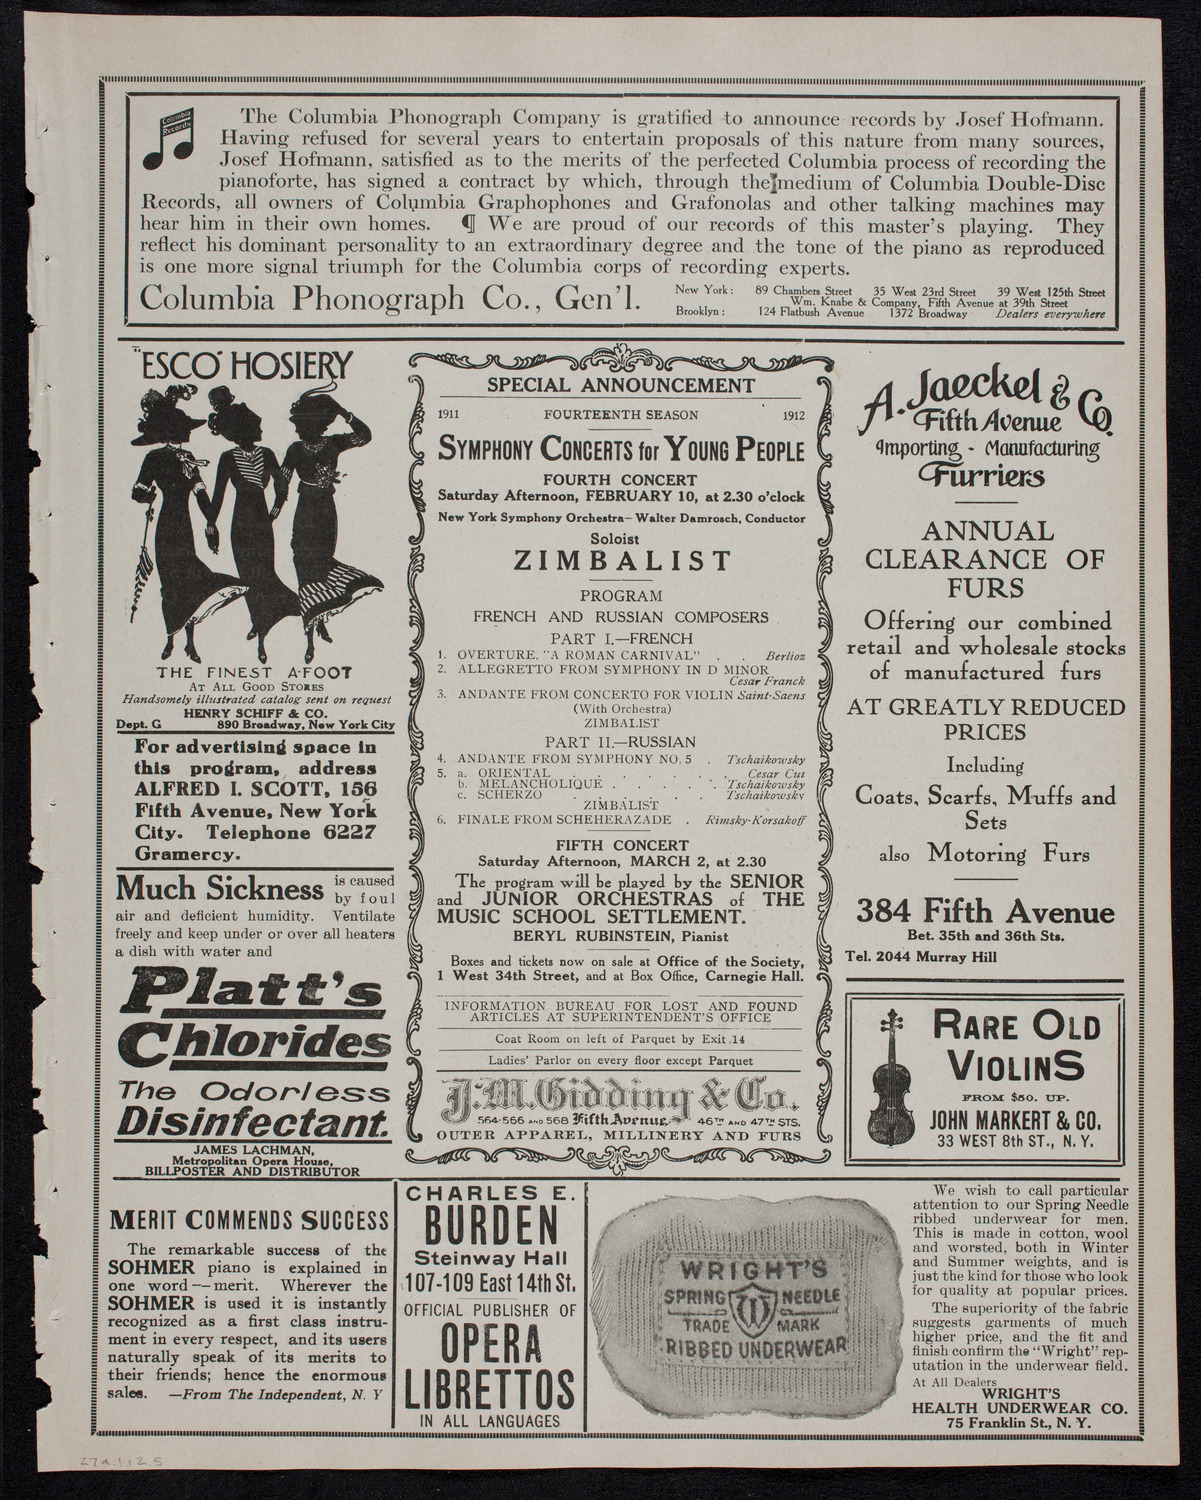 Columbia Records
The Columbia Phonograph Company is gratified to announce records by Josef Hofmann.
Having refused for several years to entertain proposals of this nature from many sources,
Josef Hofmann, satisfied as to the merits of the perfected Columbia process of recording the
pianoforte, has signed a contract by which, through the medium of Columbia Double-Disc
Records, all owners of Columbia Graphophones and Grafonolas and other talking machines may
hear him in their own homes. ¶ We are proud of our records of this master's playing. They
reflect his dominant personality to an extraordinary degree and the tone of the piano as reproduced
is one more signal triumph for the Columbia corps of recording experts.
Columbia Phonograph Co., Gen'l.
New York: 89 Chambers Street 35 West 23rd Street 39 West 125th Street
Wm. Knabe & Company, Fifth Avenue at 39th Street
Brooklyn: 124 Flatbush Avenue 1372 Broadway Dealers everywhere
"ESCO" HOSIERY
THE FINEST A-FOOT
AT ALL GOOD STORES
Handsomely illustrated catalog sent on request
HENRY SCHIFF & CO.
Dept. G 890 Broadway, New York City
For advertising space in
this program, address
ALFRED I. SCOTT, 156
Fifth Avenue, New York
City. Telephone 6227
Gramercy.
Much Sickness is caused
by foul
air and deficient humidity. Ventilate
freely and keep under or over all heaters
a dish with water and
Platt's
Chlorides
The Odorless
Disinfectant.
JAMES LACHMAN,
Metropolitan Opera House,
BILLPOSTER AND DISTRIBUTOR
SPECIAL ANNOUNCEMENT
1911 FOURTEENTH SEASON 1912
SYMPHONY CONCERTS for YOUNG PEOPLE
FOURTH CONCERT
Saturday Afternoon, FEBRUARY 10, at 2.30 o'clock
New York Symphony Orchestra—Walter Damrosch, Conductor
Soloist
ZIMBALIST
PROGRAM
FRENCH AND RUSSIAN COMPOSERS
PART I.—FRENCH
1. OVERTURE, "A ROMAN CARNIVAL" . . Berlioz
2. ALLEGRETTO FROM SYMPHONY IN D MINOR
Cesar Franck
3. ANDANTE FROM CONCERTO FOR VIOLIN Saint-Saens
(With Orchestra)
ZIMBALIST
PART II.—RUSSIAN
4. ANDANTE FROM SYMPHONY NO. 5 . Tschaikowsky
5. a. ORIENTAL . . . . . Cesar Cui
b. MELANCHOLIQUE . . . . . Tschaikowsky
c. SCHERZO . . . . . Tschaikowsky
ZIMBALIST
6. FINALE FROM SCHEHERAZADE . Rimsky-Korsakoff
FIFTH CONCERT
Saturday Afternoon, MARCH 2, at 2.30
The program will be played by the SENIOR
and JUNIOR ORCHESTRAS of THE
MUSIC SCHOOL SETTLEMENT.
BERYL RUBINSTEIN, Pianist
Boxes and tickets now on sale at Office of the Society,
1 West 34th Street, and at Box Office, Carnegie Hall.
INFORMATION BUREAU FOR LOST AND FOUND
ARTICLES AT SUPERINTENDENT'S OFFICE
Coat Room on left of Parquet by Exit 14
Ladies' Parlor on every floor except Parquet
J. M. Gidding & Co.
564-566 AND 568 Fifth Avenue. 46TH AND 47TH STS.
OUTER APPAREL, MILLINERY AND FURS
A. Jaeckel & Co.
Fifth Avenue
Importing - Manufacturing
Furriers
ANNUAL
CLEARANCE OF
FURS
Offering our combined
retail and wholesale stocks
of manufactured furs
AT GREATLY REDUCED
PRICES
Including
Coats, Scarfs, Muffs and
Sets
also Motoring Furs
384 Fifth Avenue
Bet. 35th and 36th Sts.
Tel. 2044 Murray Hill
RARE OLD
VIOLINS
FROM $50. UP.
JOHN MARKERT & CO.
33 WEST 8th ST., N. Y.
MERIT COMMENDS SUCCESS
The remarkable success of the
SOHMER piano is explained in
one word—merit. Wherever the
SOHMER is used it is instantly
recognized as a first class instru-
ment in every respect, and its users
naturally speak of its merits to
their friends; hence the enormous
sales. —From The Independent, N. Y
CHARLES E.
BURDEN
Steinway Hall
107-109 East 14th St.
OFFICIAL PUBLISHER OF
OPERA
LIBRETTOS
IN ALL LANGUAGES
WRIGHT'S
SPRING NEEDLE
TRADE MARK
RIBBED UNDERWEAR
We wish to call particular
attention to our Spring Needle
ribbed underwear for men.
This is made in cotton, wool
and worsted, both in Winter
and Summer weights, and is
just the kind for those who look
for quality at popular prices.
The superiority of the fabric
suggests garments of much
higher price, and the fit and
finish confirm the "Wright" rep-
utation in the underwear field.
At All Dealers
WRIGHT'S
HEALTH UNDERWEAR CO.
75 Franklin St., N. Y.
27a.1.12.5